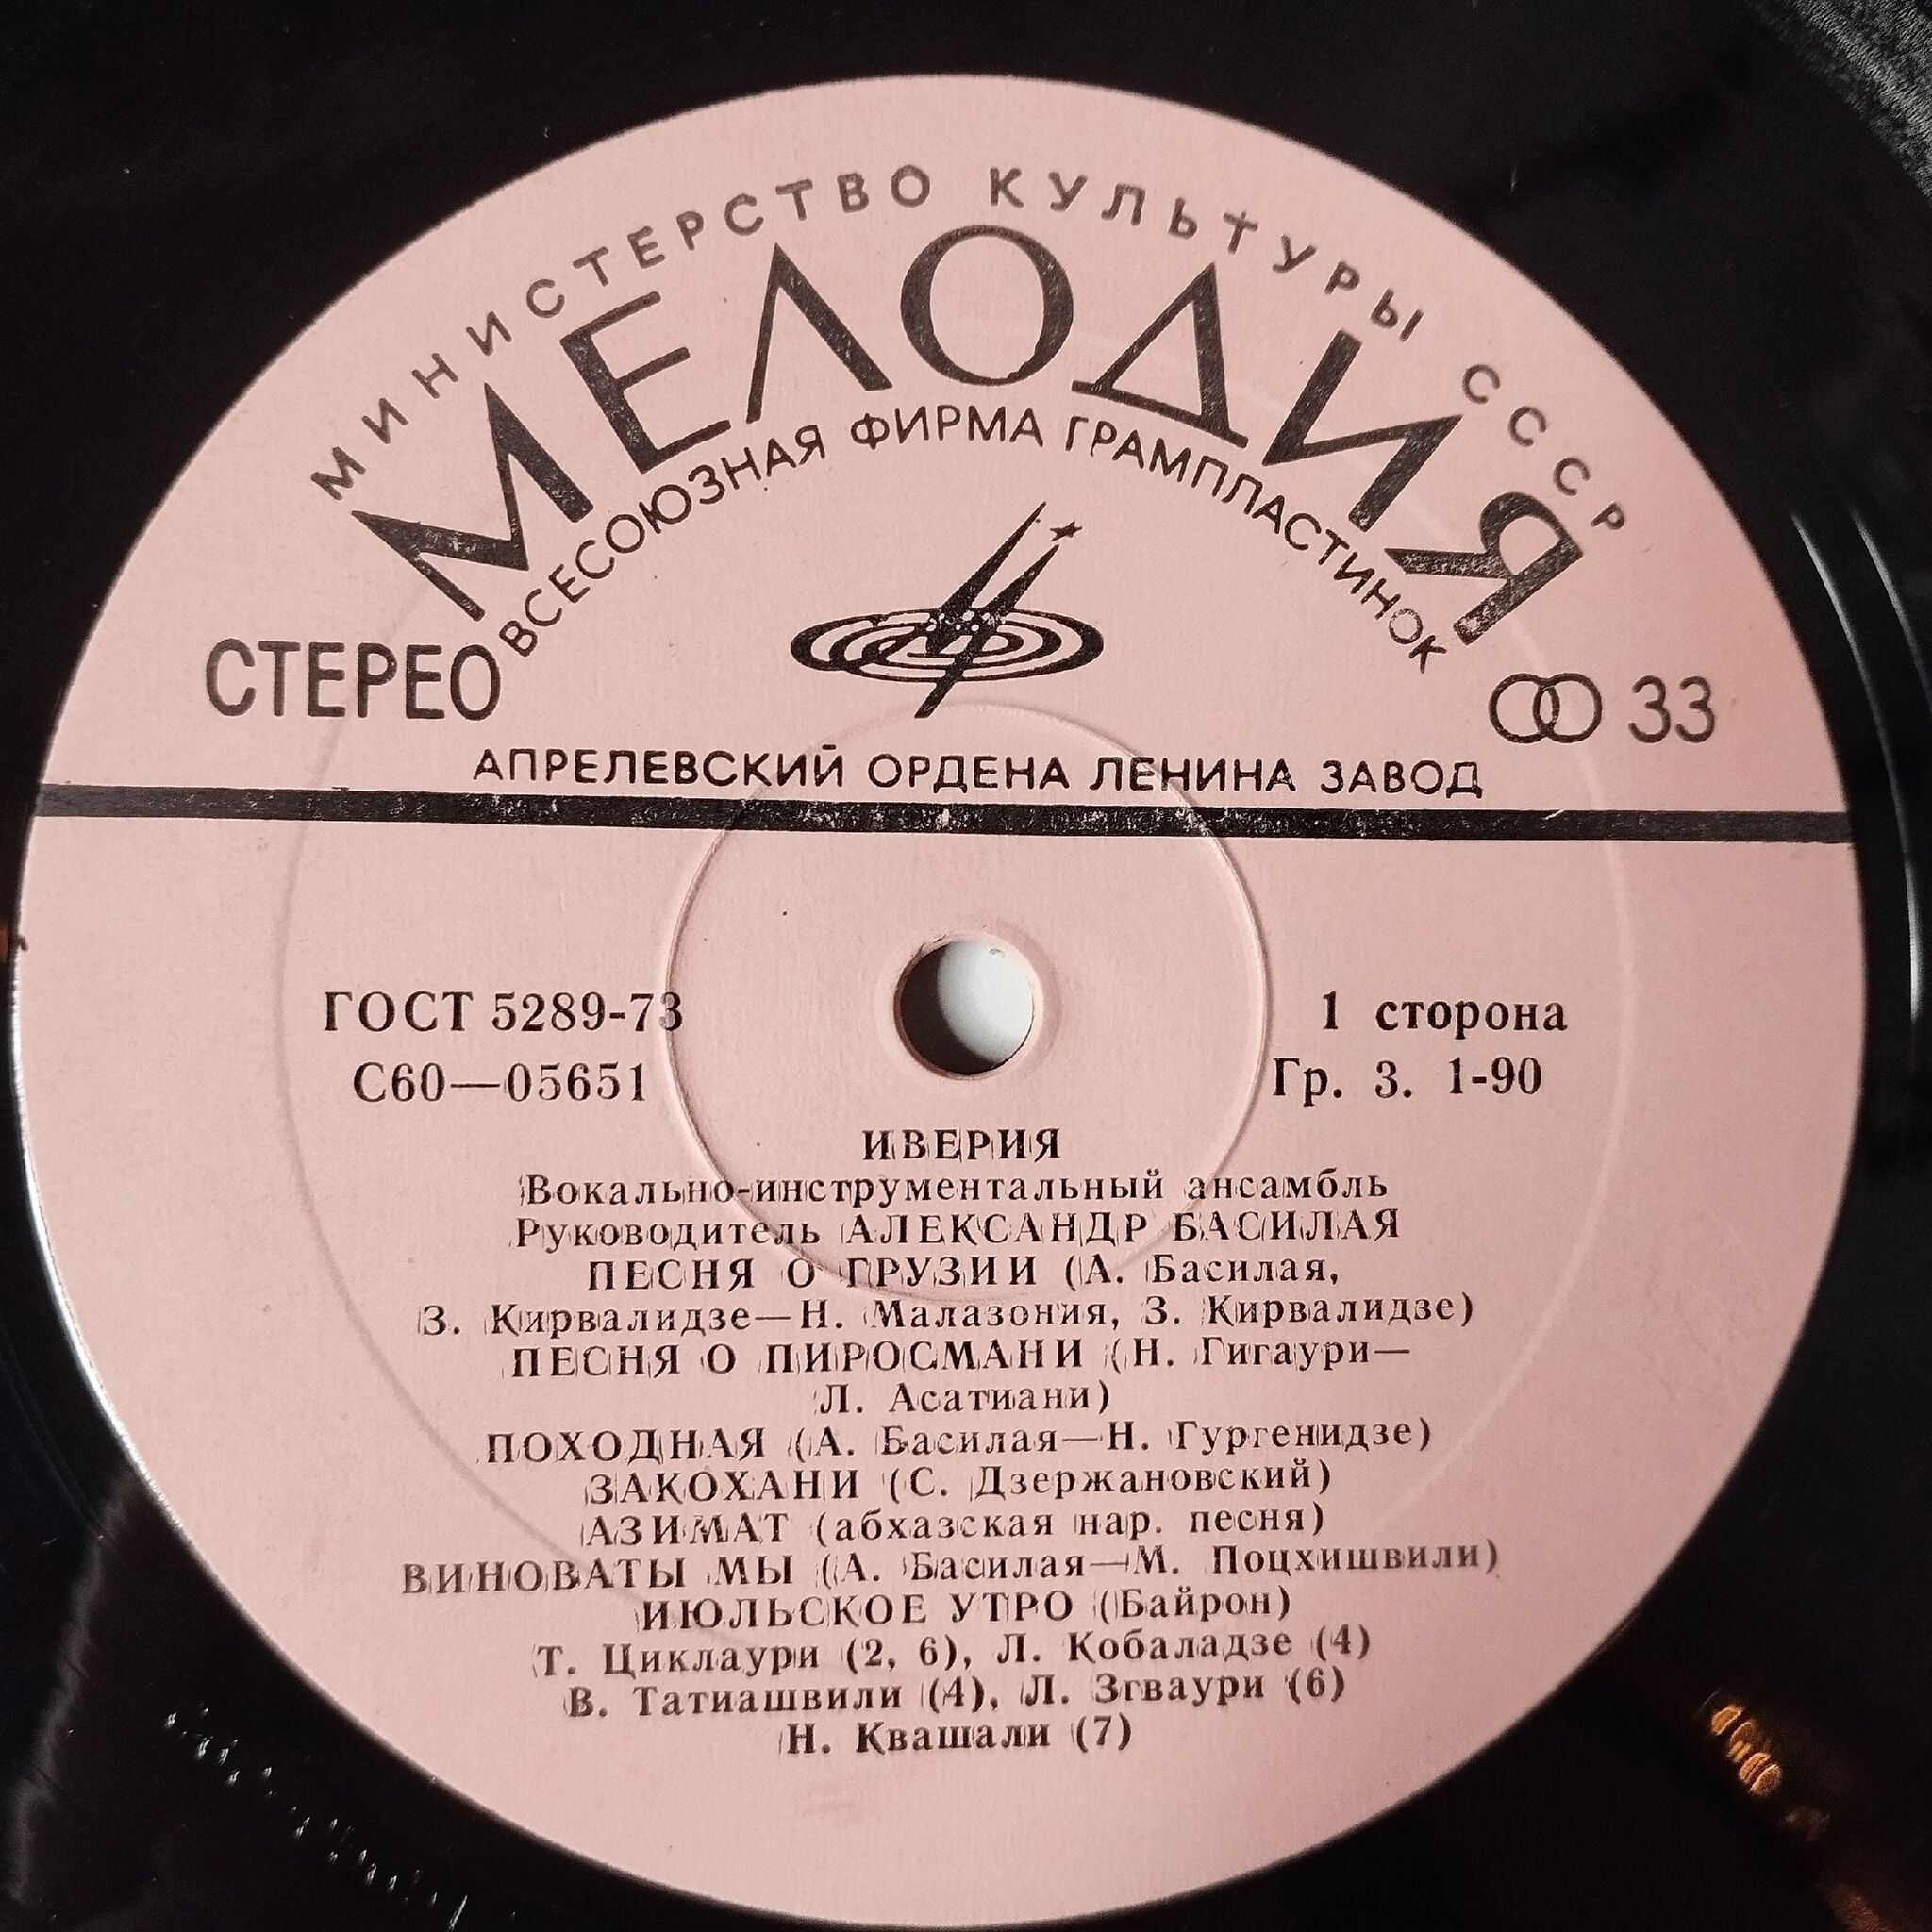 МИНИСТЕРСТВО КУЛЬТУРЫ СССР
МЕЛОДИЯ
ВСЕСОЮЗНАЯ ФИРМА ГРАМПЛАСТИНОК
СТЕРЕО
33
АПРЕЛЕВСКИЙ ОРДЕНА ЛЕНИНА ЗАВОД
ГОСТ 5289-73
1 сторона
С60—05651
Гр. 3. 1-90
ИВЕРИЯ
Вокально-инструментальный ансамбль
Руководитель АЛЕКСАНДР БАСИЛАЯ
ПЕСНЯ О ГРУЗИИ (А. Басилая,
З. Кирвалидзе—Н. Малазония, З. Кирвалидзе)
ПЕСНЯ О ПИРОСМАНИ (Н. Гигаури—
Л. Асатиани)
ПОХОДНАЯ (А. Басилая—Н. Гургенидзе)
ЗАКОХАНИ (С. Дзержановский)
АЗИМАТ (абхазская нар. песня)
ВИНОВАТЫ МЫ (А. Басилая—М. Поцхишвили)
ИЮЛЬСКОЕ УТРО (Байрон)
Т. Циклаури (2, 6), Л. Кобаладзе (4)
В. Татиашвили (4), Л. Згваури (6)
Н. Квашали (7)